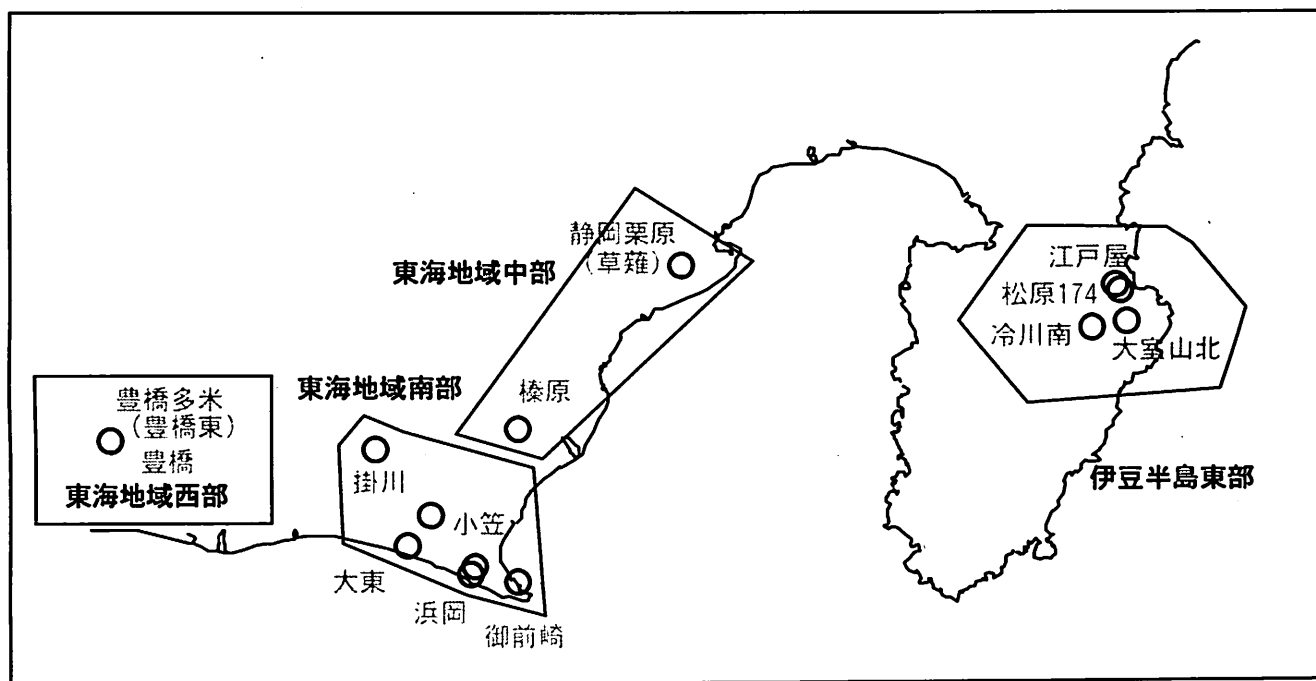 静岡栗原
(草薙)
東海地域中部
榛原
東海地域南部
掛川
小笠
大東
浜岡
御前崎
豊橋多米
(豊橋東)
豊橋
東海地域西部
江戸屋
松原174
冷川南
大室山北
伊豆半島東部